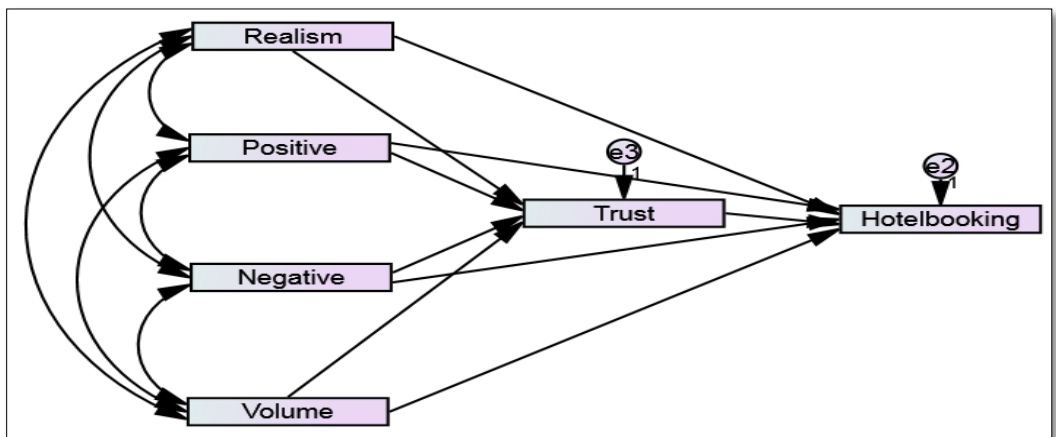 Realism
Positive
e3
1
e2
1
Trust
Hotelbooking
Negative
Volume